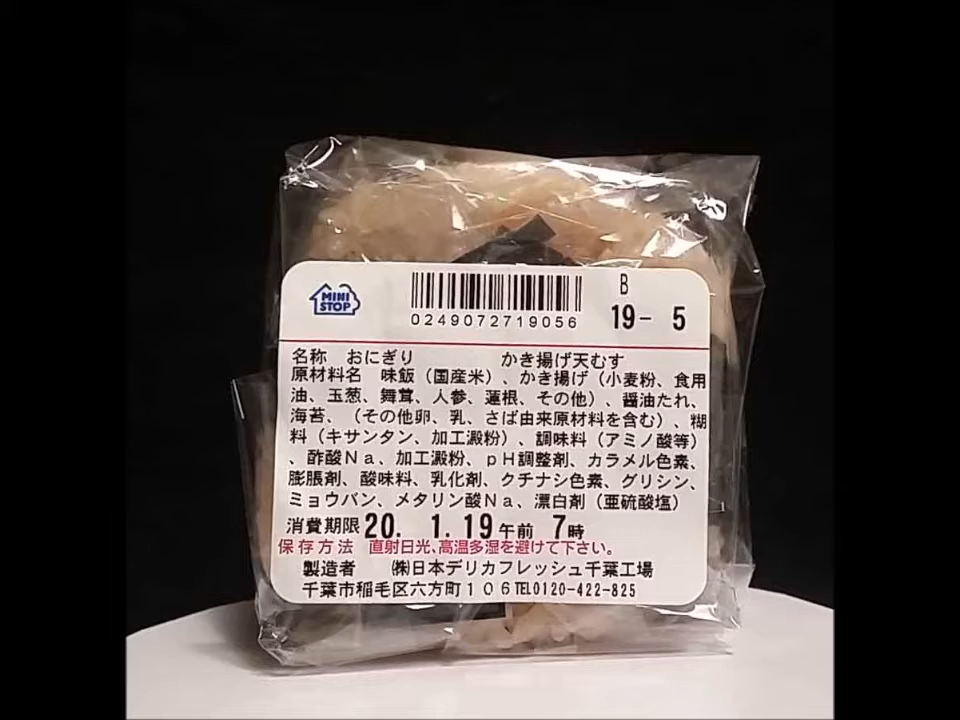 MINI
STOP
0249072719056
B
19- 5
名称 おにぎり かき揚げ天むす
原材料名 味飯（国産米）、かき揚げ（小麦粉、食用
油、玉葱、舞茸、人参、蓮根、その他）、醤油たれ、
海苔、（その他卵、乳、さば由来原材料を含む）、糊
料（キサンタン、加工澱粉）、調味料（アミノ酸等）
、酢酸Ｎａ、加工澱粉、ｐＨ調整剤、カラメル色素、
膨脹剤、酸味料、乳化剤、クチナシ色素、グリシン、
ミョウバン、メタリン酸Ｎａ、漂白剤（亜硫酸塩）
消費期限 20. 1.19 午前 7時
保存方法 直射日光、高温多湿を避けて下さい。
製造者 ㈱日本デリカフレッシュ千葉工場
千葉市稲毛区六方町１０６℡0120-422-825